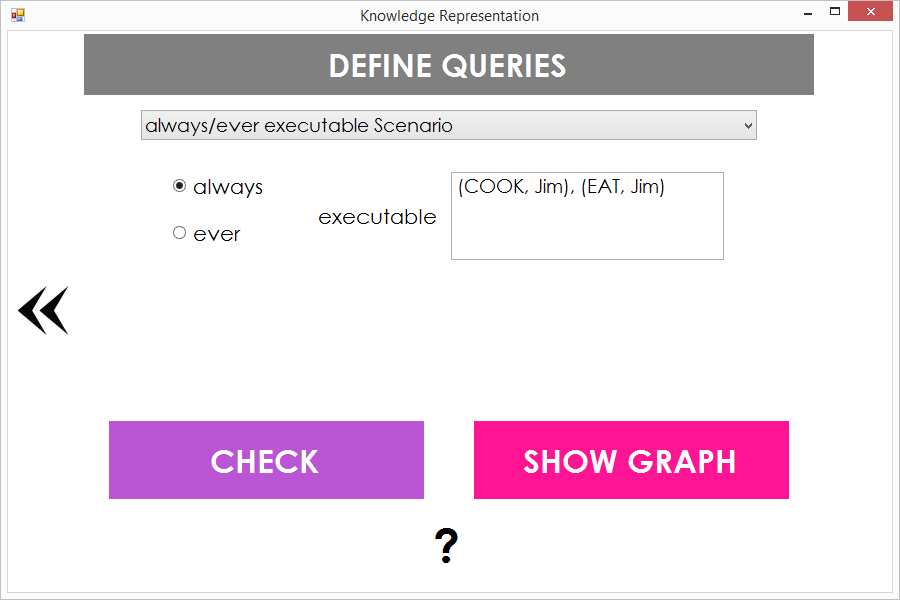 Knowledge Representation
DEFINE QUERIES
always/ever executable Scenario
always
ever
executable
(COOK, Jim), (EAT, Jim)
CHECK
SHOW GRAPH
?